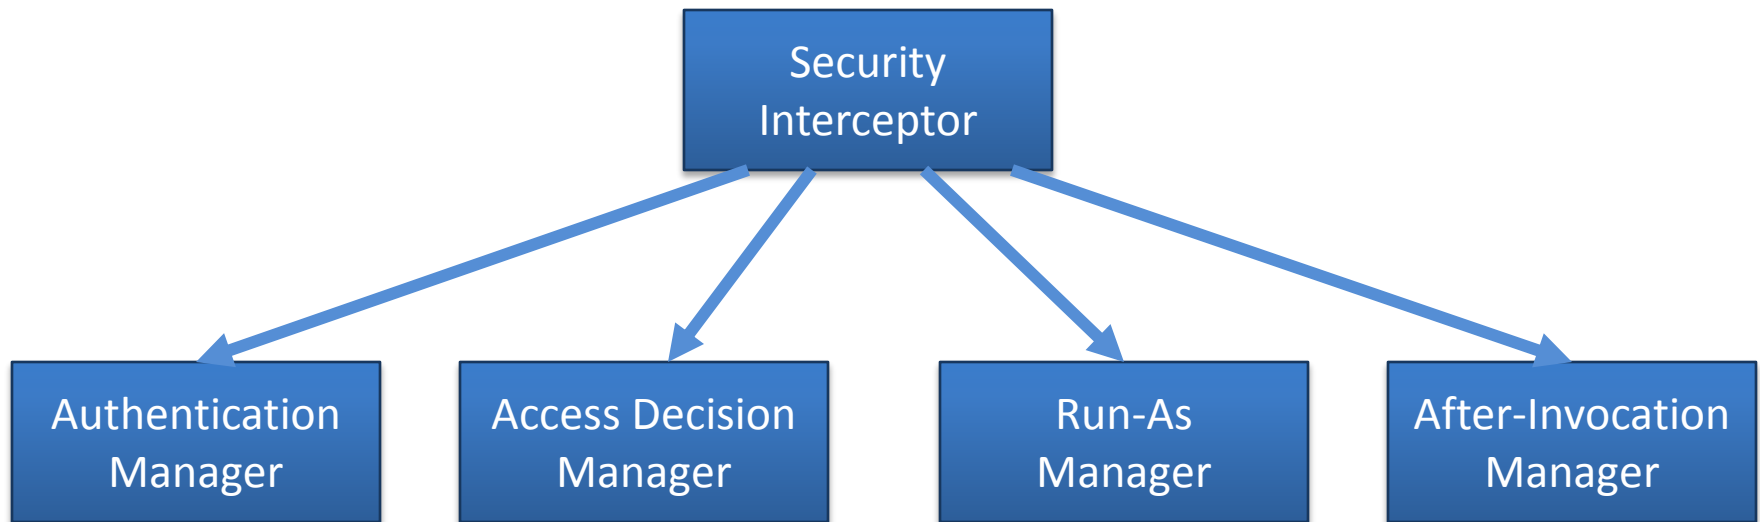 Security
Interceptor
Authentication
Manager
Access Decision
Manager
Run-As
Manager
After-Invocation
Manager